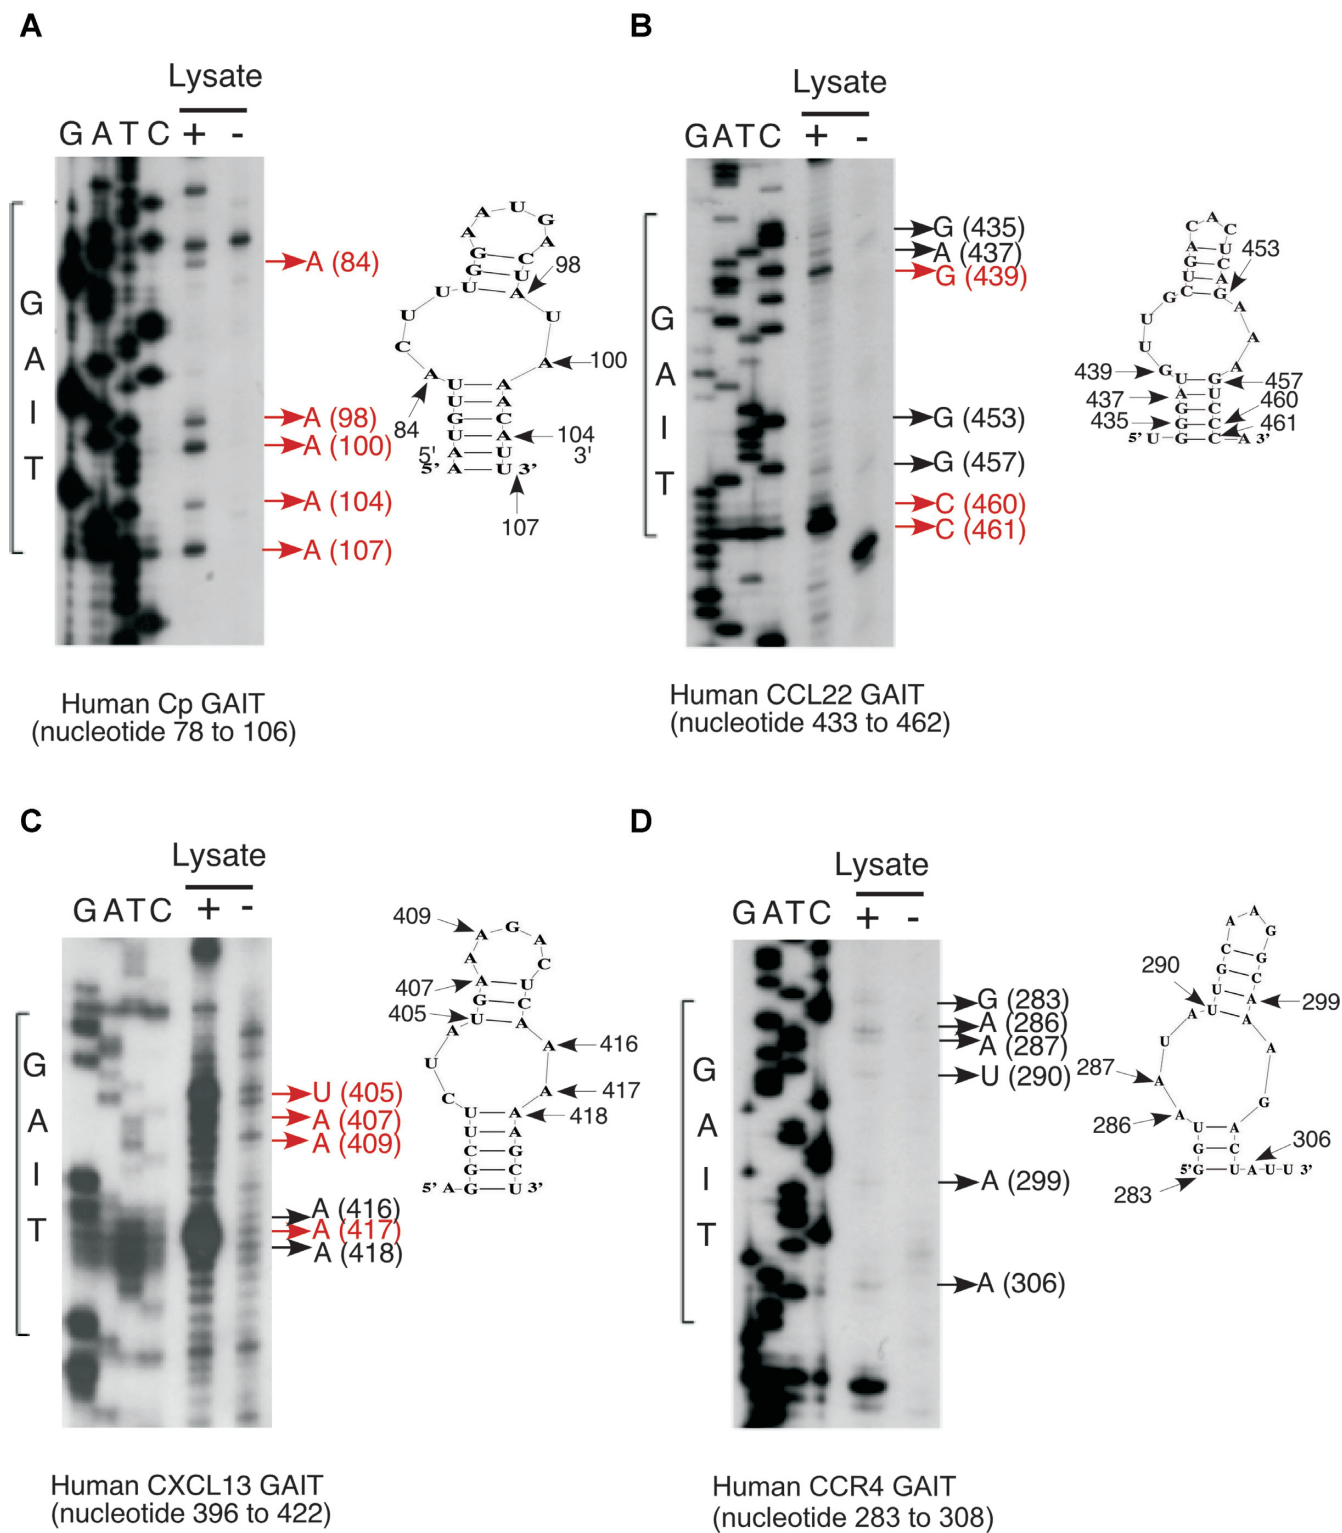 A
Lysate
G A T C + -
G
A
I
T
A (84)
A (98)
A (100)
A (104)
A (107)
98
100
84
104
5'
3'
5'
3'
107
Human Cp GAIT
(nucleotide 78 to 106)
B
Lysate
GATC + -
G
A
I
T
G (435)
A (437)
G (439)
G (453)
G (457)
C (460)
C (461)
453
439
457
437
460
435
461
5'
3'
Human CCL22 GAIT
(nucleotide 433 to 462)
C
Lysate
GATC + -
G
A
I
T
U (405)
A (407)
A (409)
A (416)
A (417)
A (418)
409
407
405
416
417
418
5'
3'
Human CXCL13 GAIT
(nucleotide 396 to 422)
D
Lysate
GATC + -
G
A
I
T
G (283)
A (286)
A (287)
U (290)
A (299)
A (306)
290
299
287
286
306
5'
3'
283
Human CCR4 GAIT
(nucleotide 283 to 308)